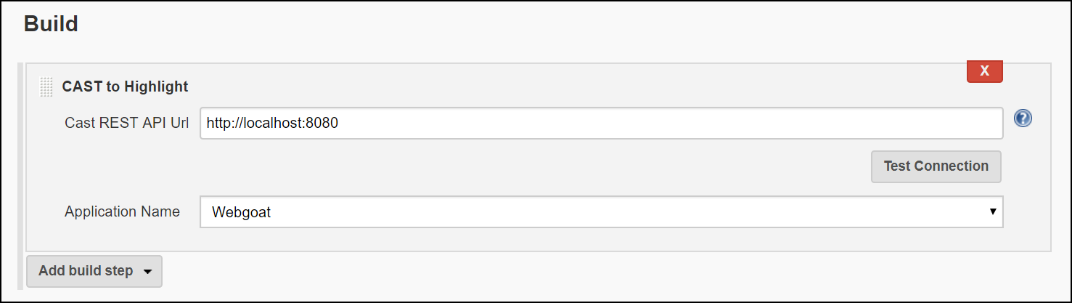 Build
X
CAST to Highlight
Cast REST API Url http://localhost:8080
?
Test Connection
Application Name Webgoat
Add build step